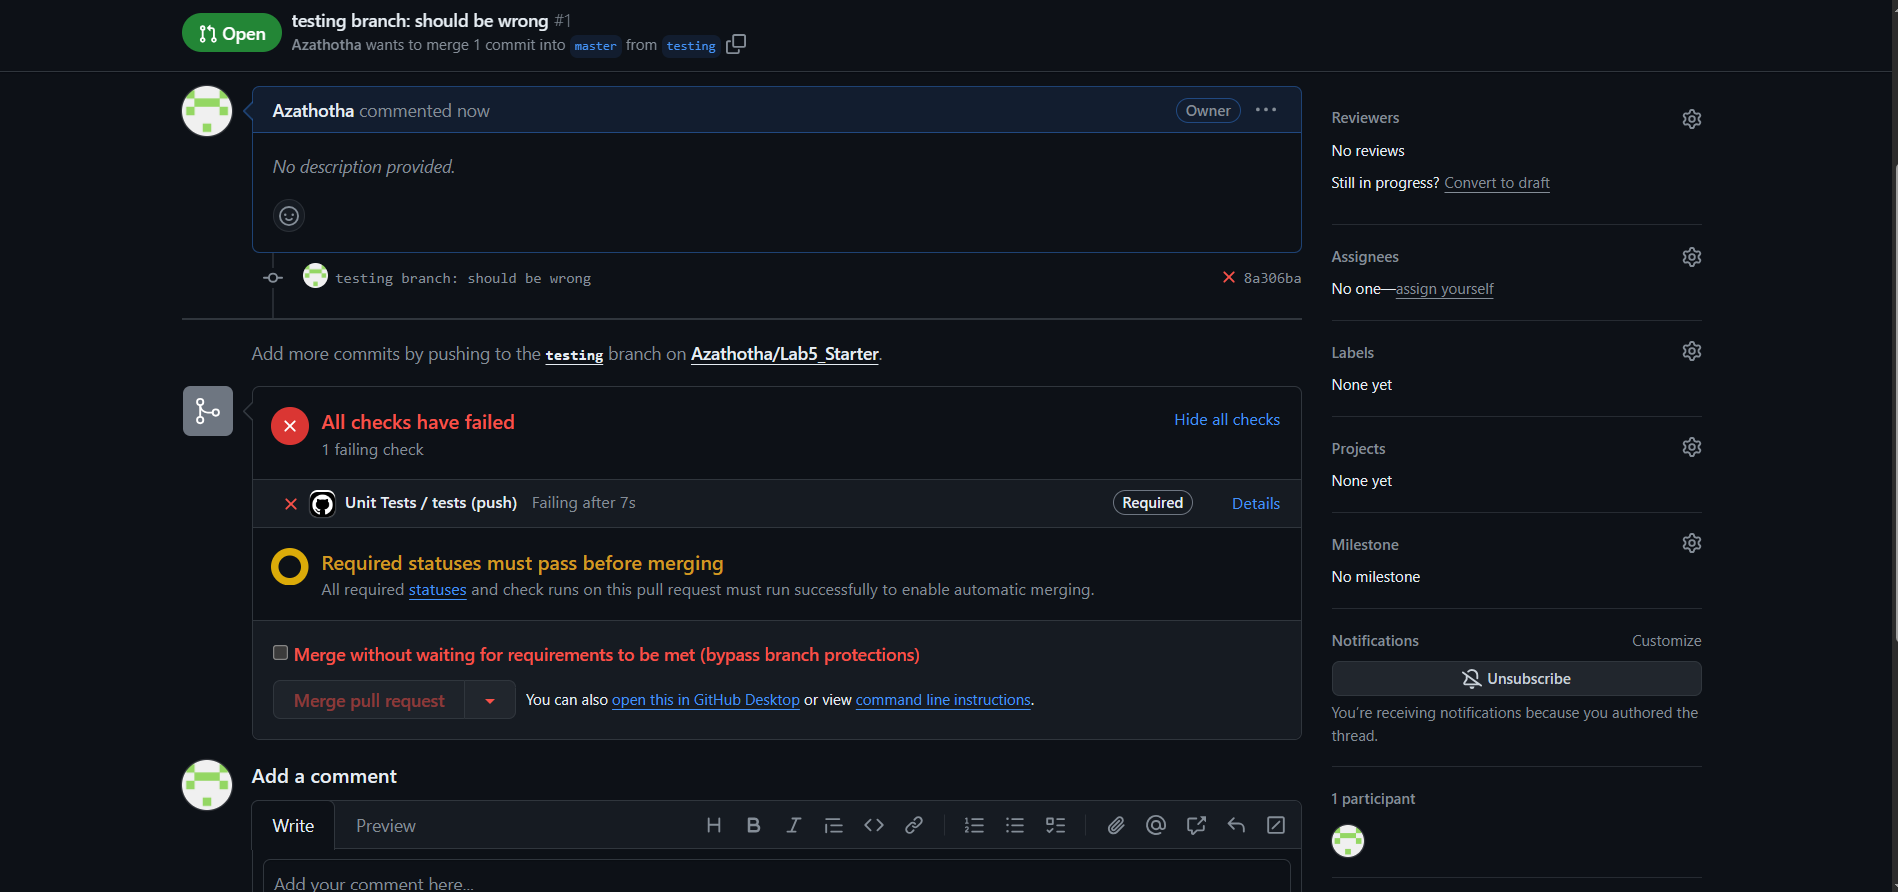 Open
testing branch: should be wrong #1
Azathotha wants to merge 1 commit into master from testing
Azathotha commented now
Owner
No description provided.
testing branch: should be wrong
8a306ba
Add more commits by pushing to the testing branch on Azathotha/Lab5_Starter.
All checks have failed
Hide all checks
1 failing check
Unit Tests / tests (push) Failing after 7s
Required
Details
Required statuses must pass before merging
All required statuses and check runs on this pull request must run successfully to enable automatic merging.
Merge without waiting for requirements to be met (bypass branch protections)
Merge pull request
You can also open this in GitHub Desktop or view command line instructions.
Add a comment
Write
Preview
Add your comment here...
Reviewers
No reviews
Still in progress? Convert to draft
Assignees
No one—assign yourself
Labels
None yet
Projects
None yet
Milestone
No milestone
Notifications
Customize
Unsubscribe
You’re receiving notifications because you authored the
thread.
1 participant